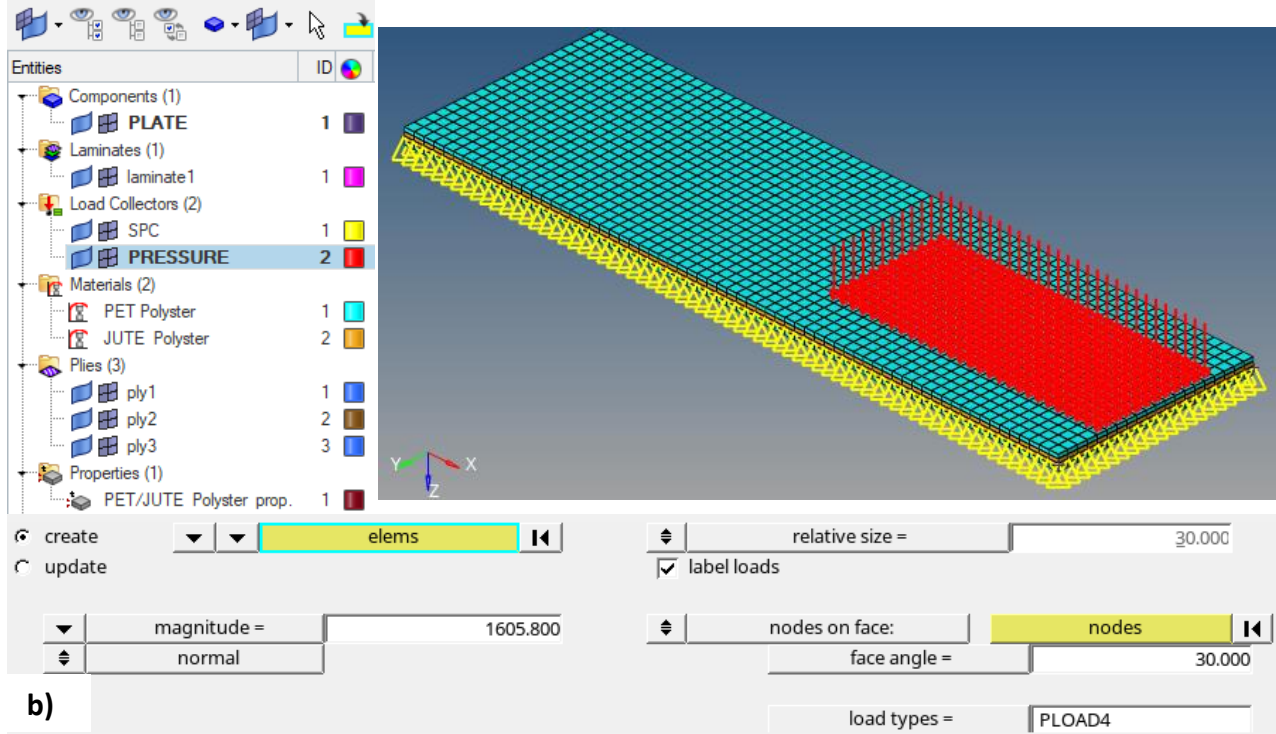 Entities ID
Components (1)
PLATE 1
Laminates (1)
laminate1 1
Load Collectors (2)
SPC 1
PRESSURE 2
Materials (2)
PET Polyster 1
JUTE Polyster 2
Plies (3)
ply1 1
ply2 2
ply3 3
Properties (1)
PET/JUTE Polyster prop. 1
Y X
Z
create elems relative size = 30.000
update label loads
magnitude = 1605.800 nodes on face: nodes
normal face angle = 30.000
b) load types = PLOAD4